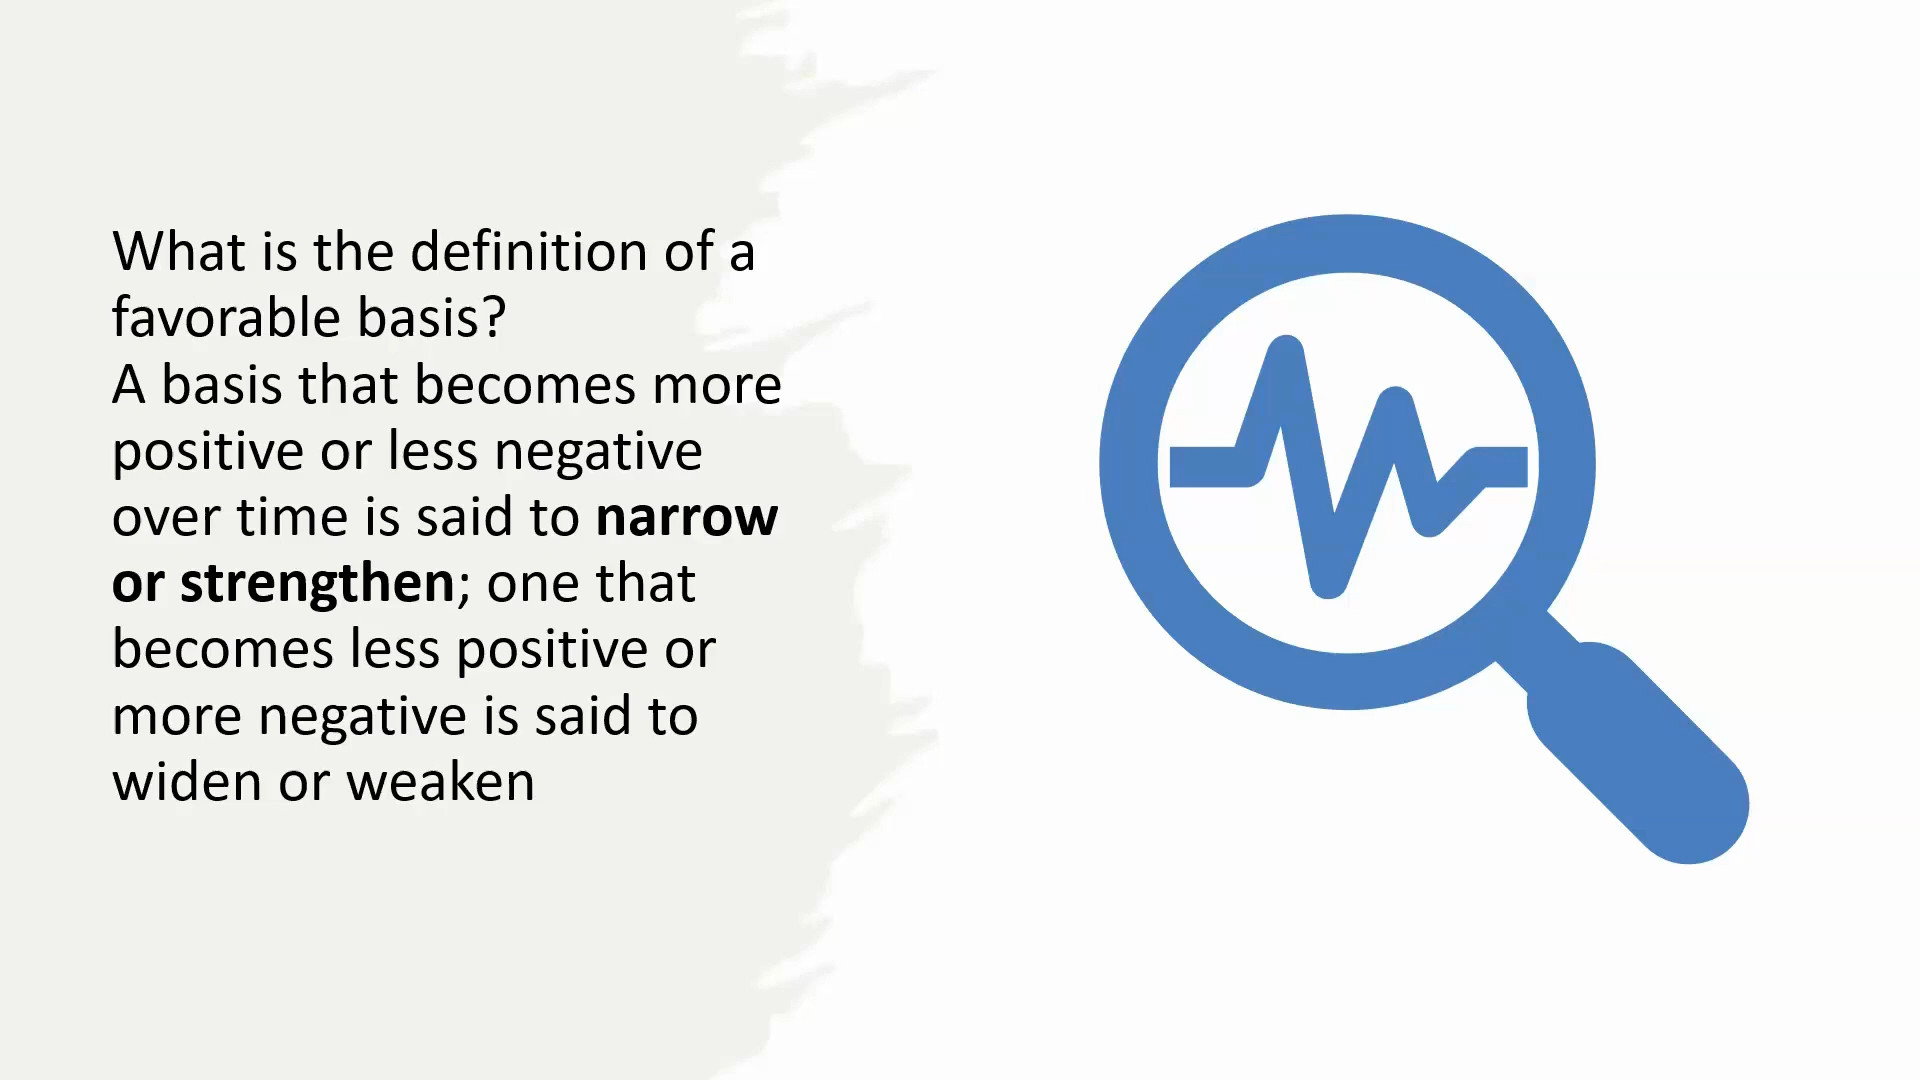 What is the definition of a
favorable basis?
A basis that becomes more
positive or less negative
over time is said to narrow
or strengthen; one that
becomes less positive or
more negative is said to
widen or weaken